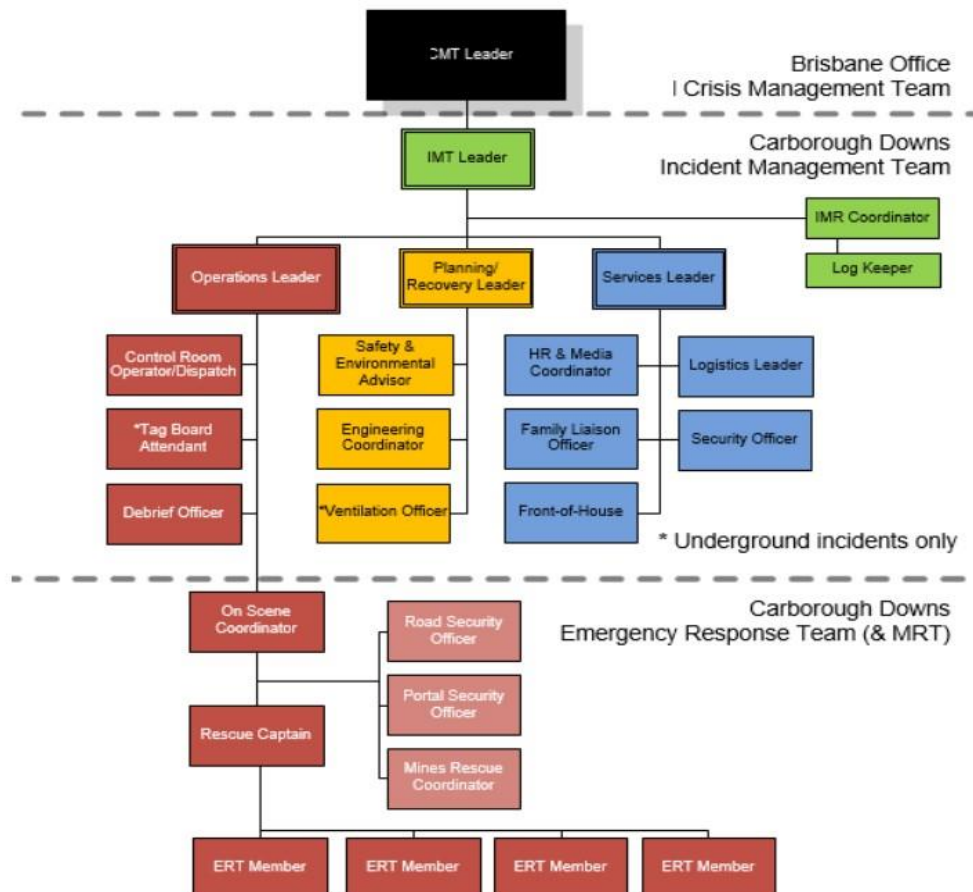 CMT Leader
Brisbane Office
l Crisis Management Team
IMT Leader
Carborough Downs
Incident Management Team
IMR Coordinator
Log Keeper
Operations Leader
Planning/
Recovery Leader
Services Leader
Control Room
Operator/Dispatch
Safety &
Environmental
Advisor
HR & Media
Coordinator
Logistics Leader
*Tag Board
Attendant
Engineering
Coordinator
Family Liaison
Officer
Security Officer
Debrief Officer
*Ventilation Officer
Front-of-House
* Underground incidents only
On Scene
Coordinator
Road Security
Officer
Carborough Downs
Emergency Response Team (& MRT)
Portal Security
Officer
Rescue Captain
Mines Rescue
Coordinator
ERT Member
ERT Member
ERT Member
ERT Member